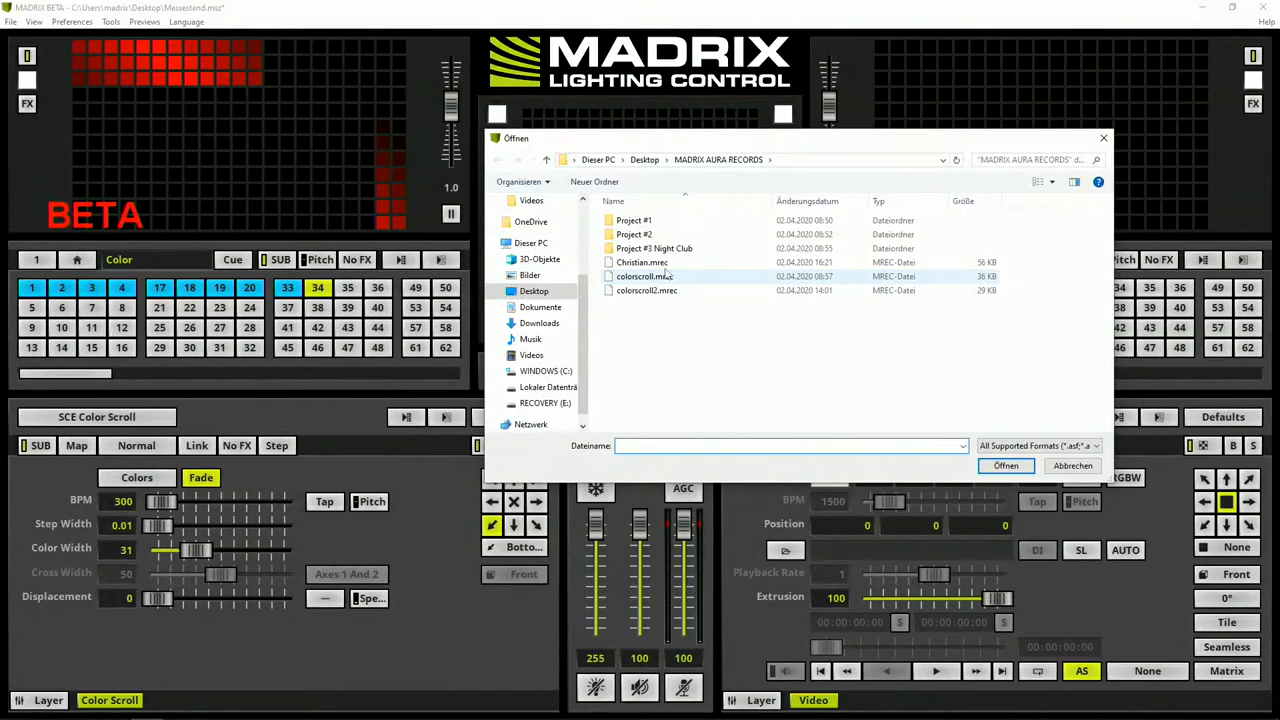 MADRIX BETA - C:\Users\madrix\Desktop\Messestand.msz*
File View Preferences Tools Previews Language Help
MADRIX
LIGHTING CONTROL
FX
FX
1.0
BETA
1 Color Cue SUB Pitch No FX
1 2 3 4 17 18 19 20 33 34 35 36 49 50
5 6 7 8 21 22 23 24 37 38 39 40 53 54
9 10 11 12 25 26 27 28 41 42 43 44 57 58
13 14 15 16 29 30 31 32 45 46 47 48 61 62
Öffnen
Dieser PC > Desktop > MADRIX AURA RECORDS >
"MADRIX AURA RECORDS" d...
Organisieren Neuer Ordner
Name Änderungsdatum Typ Größe
Videos
OneDrive
Dieser PC
3D-Objekte
Bilder
Desktop
Dokumente
Downloads
Musik
Videos
WINDOWS (C:)
Lokaler Datenträ
RECOVERY (E:)
Netzwerk
Project #1 02.04.2020 08:50 Dateiordner
Project #2 02.04.2020 08:52 Dateiordner
Project #3 Night Club 02.04.2020 08:55 Dateiordner
Christian.mrec 02.04.2020 16:21 MREC-Datei 56 KB
colorscroll.mrec 02.04.2020 08:57 MREC-Datei 36 KB
colorscroll2.mrec 02.04.2020 14:01 MREC-Datei 29 KB
Dateiname: All Supported Formats (*.asf;*.a
Öffnen Abbrechen
Pitch No FX
35 36 49 50
39 40 53 54
43 44 57 58
47 48 61 62
SCE Color Scroll
SUB Map Normal Link No FX Step
Colors Fade
BPM 300 Tap Pitch
Step Width 0.01
Color Width 31 Botto...
Cross Width 50 Axes 1 And 2 Front
Displacement 0 Spe...
Layer Color Scroll
AGC
255 100 100
Defaults
B S
RGBW
BPM 1500 Tap Pitch
Position 0 0 0
DI SL AUTO None
Playback Rate 1 Front
Extrusion 100 0°
00:00:00:00 S 00:00:00:00 S Tile
00:00:00:00 Seamless
AS None Matrix
Layer Video